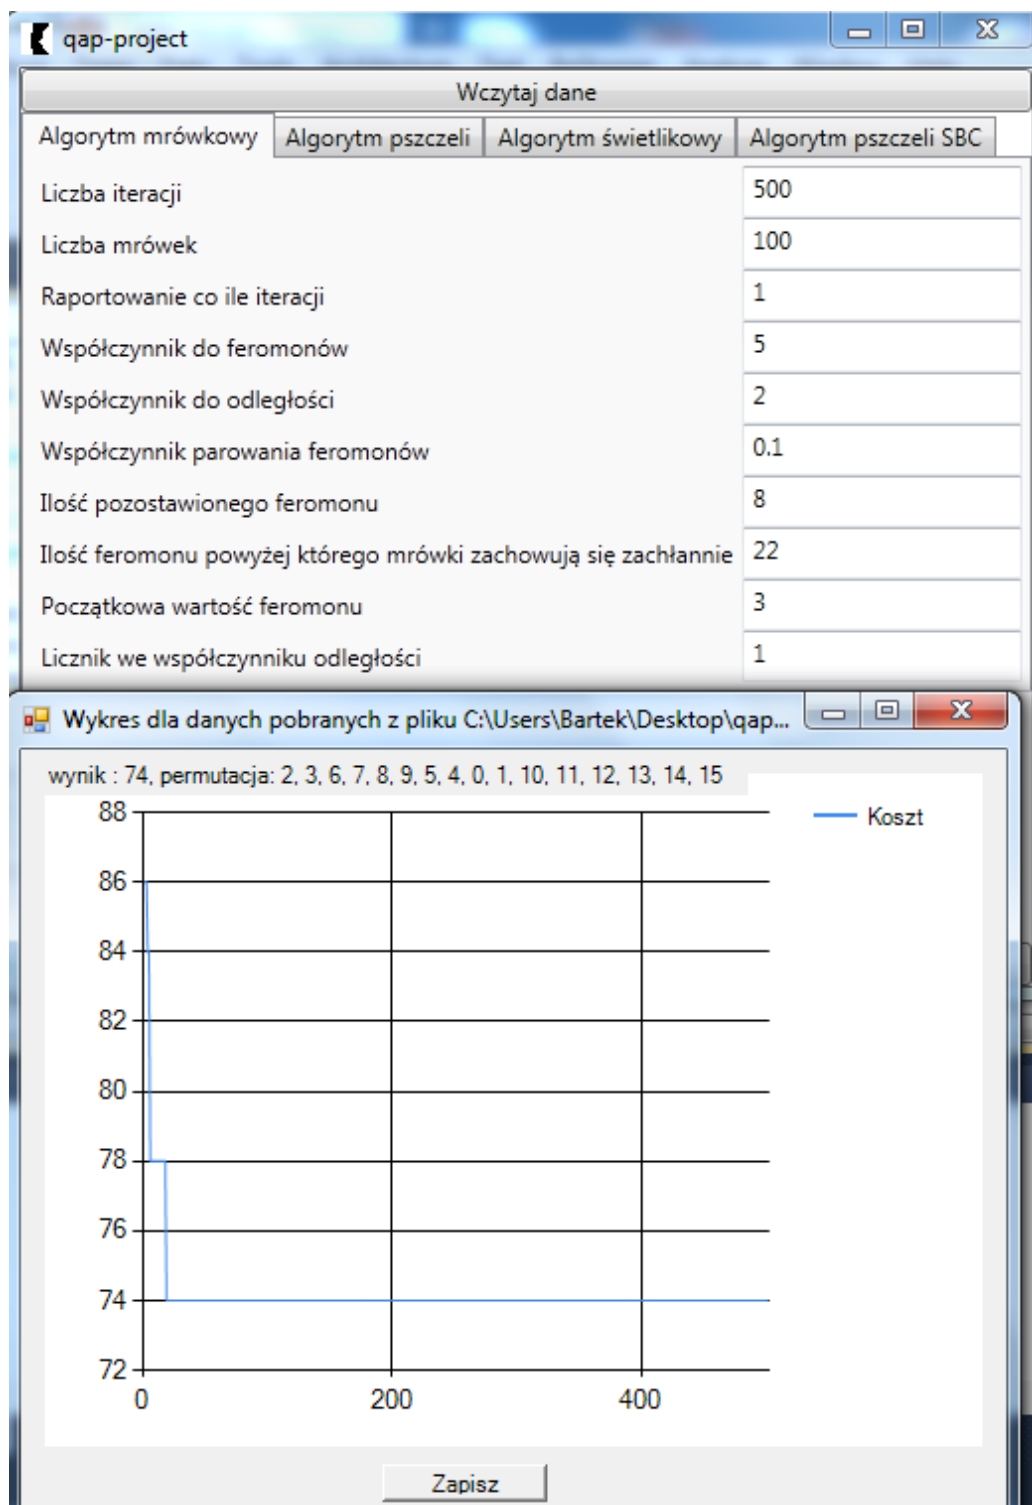 qap-project
Wczytaj dane
Algorytm mrówkowy Algorytm pszczeli Algorytm świetlikowy Algorytm pszczeli SBC
Liczba iteracji 500
Liczba mrówek 100
Raportowanie co ile iteracji 1
Współczynnik do feromonów 5
Współczynnik do odległości 2
Współczynnik parowania feromonów 0.1
Ilość pozostawionego feromonu 8
Ilość feromonu powyżej którego mrówki zachowują się zachłannie 22
Początkowa wartość feromonu 3
Licznik we współczynniku odległości 1
Wykres dla danych pobranych z pliku C:\Users\Bartek\Desktop\qap...
wynik : 74, permutacja: 2, 3, 6, 7, 8, 9, 5, 4, 0, 1, 10, 11, 12, 13, 14, 15
88
Koszt
86
84
82
80
78
76
74
72
0 200 400
Zapisz